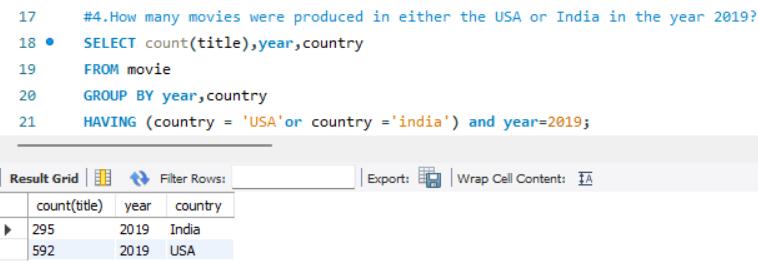 17 #4.How many movies were produced in either the USA or India in the year 2019?
18 SELECT count(title),year,country
19 FROM movie
20 GROUP BY year,country
21 HAVING (country = 'USA'or country ='india') and year=2019;
Result Grid Filter Rows: Export: Wrap Cell Content: IA
count(title) year country
295 2019 India
592 2019 USA